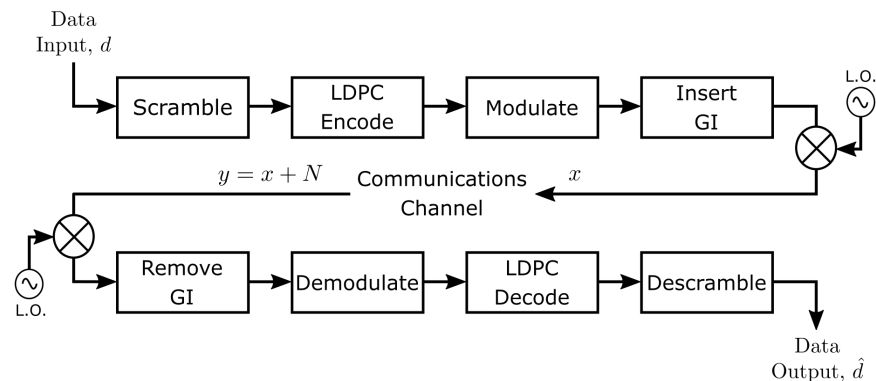 Data
Input, d
Scramble
LDPC
Encode
Modulate
Insert
GI
L.O.
y = x + N
Communications
Channel
x
L.O.
Remove
GI
Demodulate
LDPC
Decode
Descramble
Data
Output, d̂